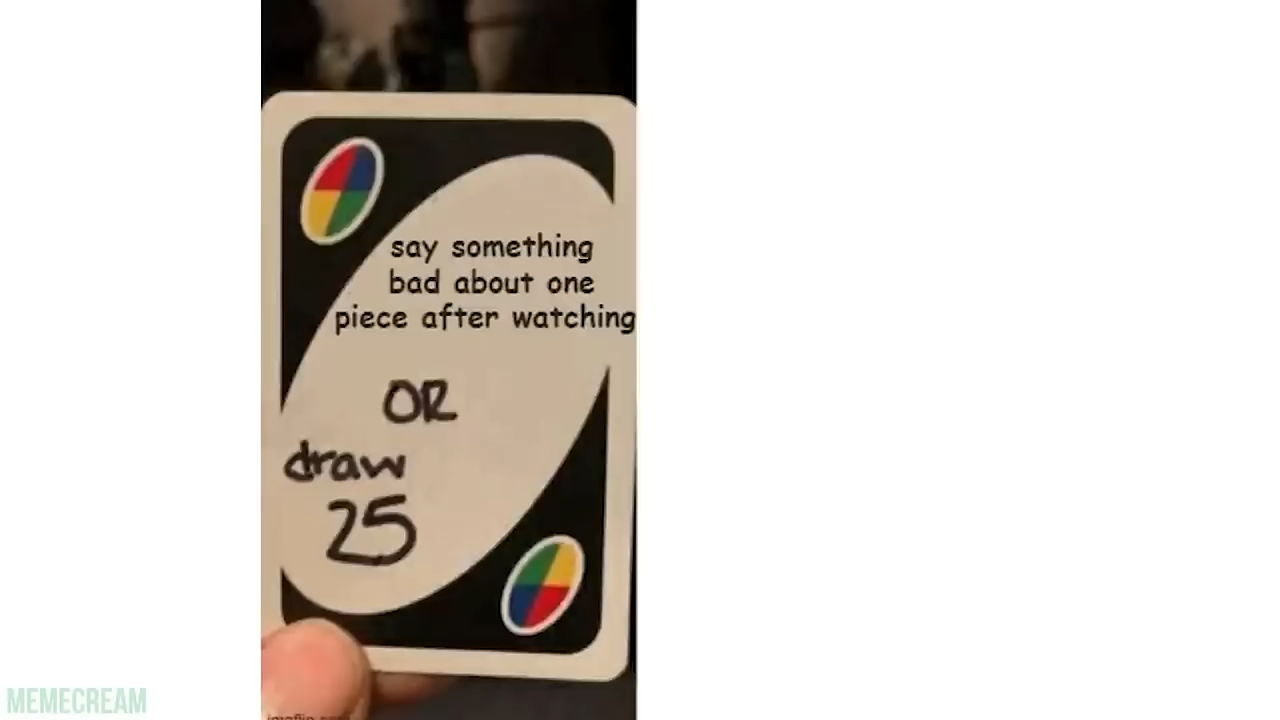 say something
bad about one
piece after watching
OR
draw
25
MEMECREAM